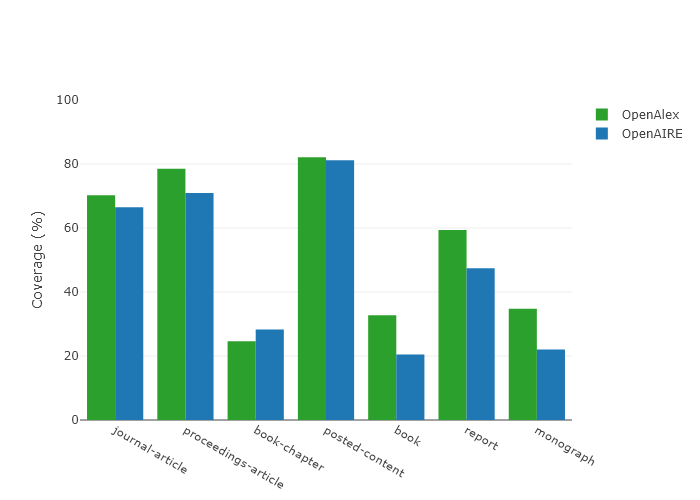 100
80
60
40
20
0
Coverage (%)
journal-article
proceedings-article
book-chapter
posted-content
book
report
monograph
OpenAlex
OpenAIRE